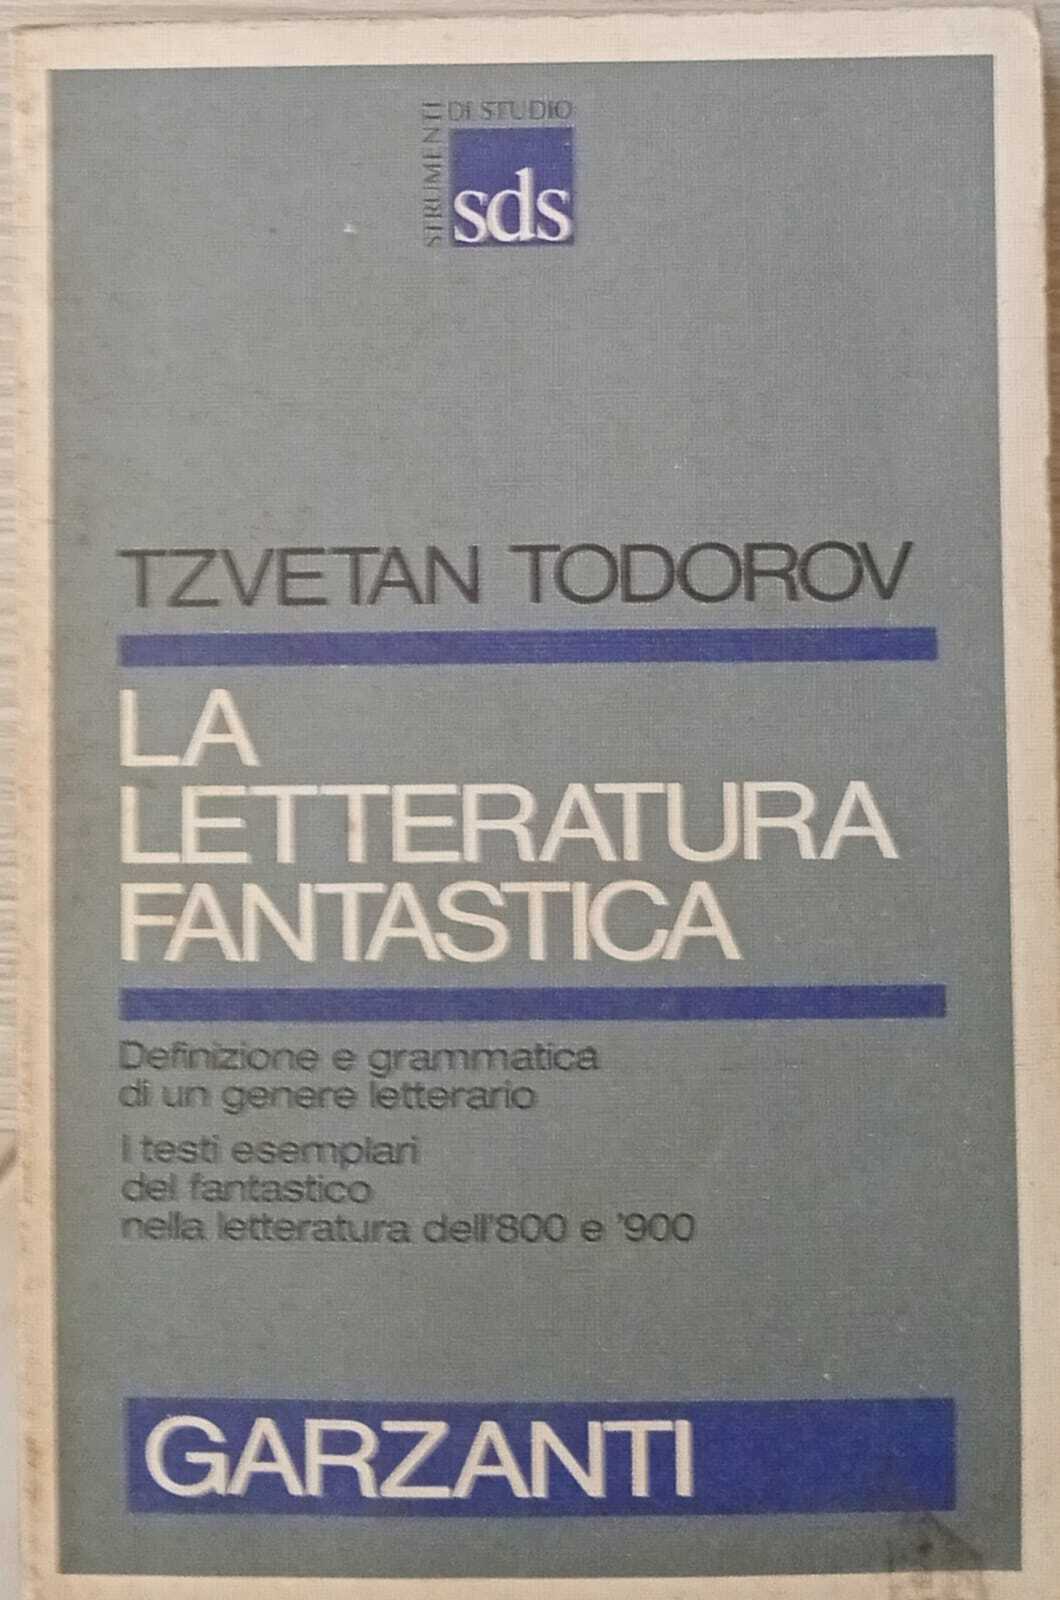 STRUMENTI
DI STUDIO
sds
TZVETAN TODOROV
LA
LETTERATURA
FANTASTICA
Definizione e grammatica
di un genere letterario
I testi esemplari
del fantastico
nella letteratura dell'800 e '900
GARZANTI